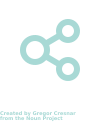 Created by Gregor Cresnar
from the Noun Project